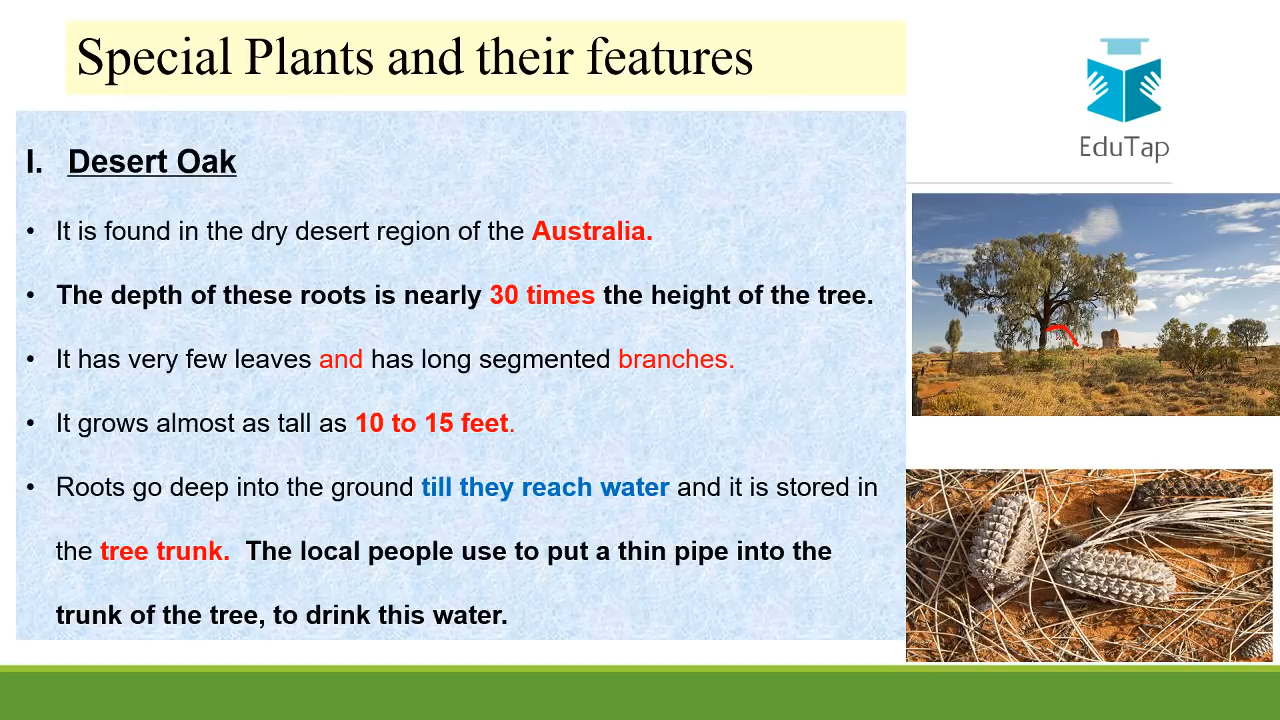 Special Plants and their features
EduTap
I. Desert Oak
• It is found in the dry desert region of the Australia.
• The depth of these roots is nearly 30 times the height of the tree.
• It has very few leaves and has long segmented branches.
• It grows almost as tall as 10 to 15 feet.
• Roots go deep into the ground till they reach water and it is stored in
the tree trunk. The local people use to put a thin pipe into the
trunk of the tree, to drink this water.